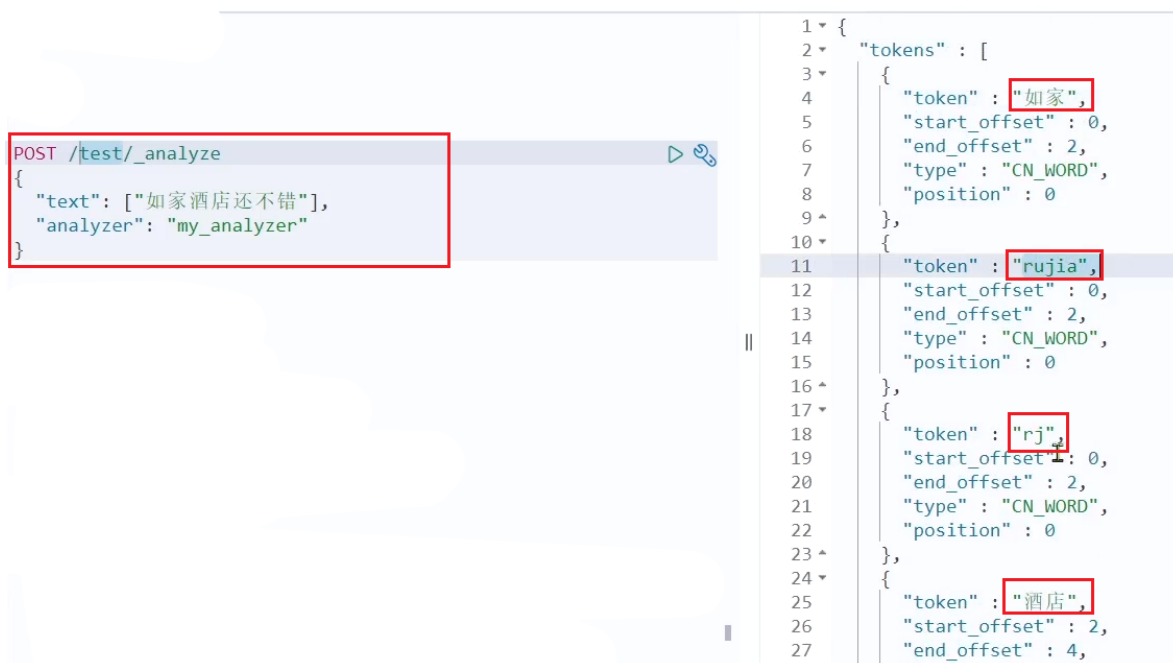 POST /test/_analyze
{
  "text": ["如家酒店还不错"],
  "analyzer": "my_analyzer"
}
1 {
2   "tokens" : [
3     {
4       "token" : "如家",
5       "start_offset" : 0,
6       "end_offset" : 2,
7       "type" : "CN_WORD",
8       "position" : 0
9     },
10     {
11       "token" : "rujia",
12       "start_offset" : 0,
13       "end_offset" : 2,
14       "type" : "CN_WORD",
15       "position" : 0
16     },
17     {
18       "token" : "rj",
19       "start_offset" : 0,
20       "end_offset" : 2,
21       "type" : "CN_WORD",
22       "position" : 0
23     },
24     {
25       "token" : "酒店",
26       "start_offset" : 2,
27       "end_offset" : 4,